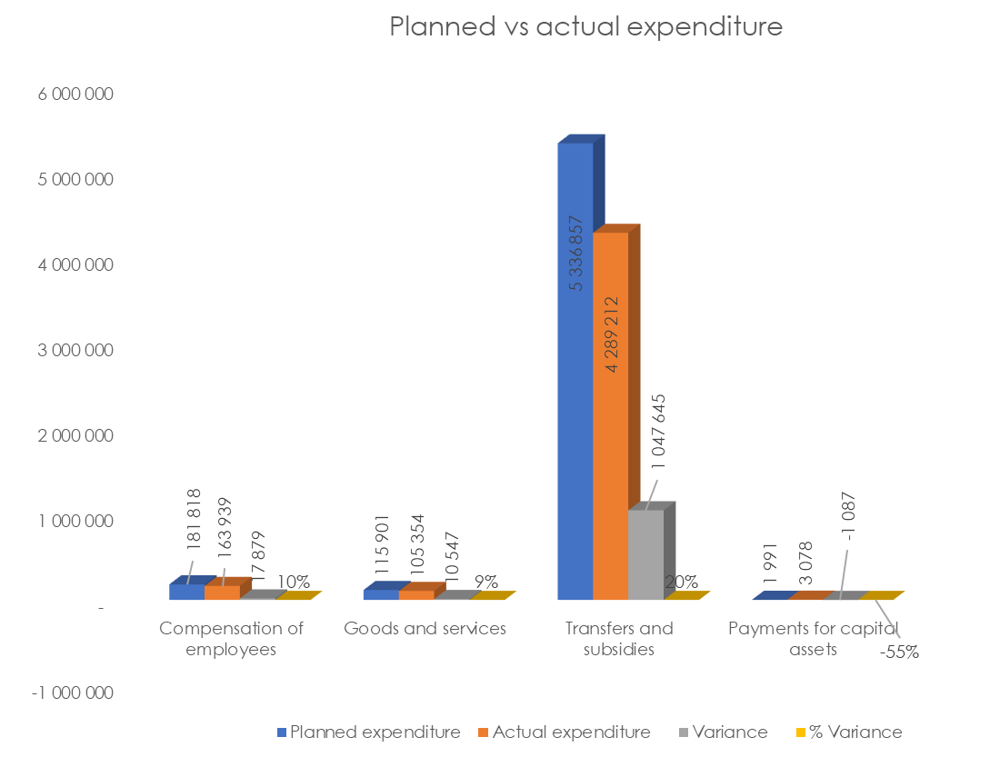 Planned vs actual expenditure
6 000 000
5 000 000
4 000 000
3 000 000
2 000 000
1 000 000
-
-1 000 000
181 818
163 939
17 879
10%
115 901
105 354
10 547
9%
5 336 857
4 289 212
1 047 645
20%
1 991
3 078
-1 087
-55%
Compensation of
employees
Goods and services
Transfers and
subsidies
Payments for capital
assets
Planned expenditure
Actual expenditure
Variance
% Variance